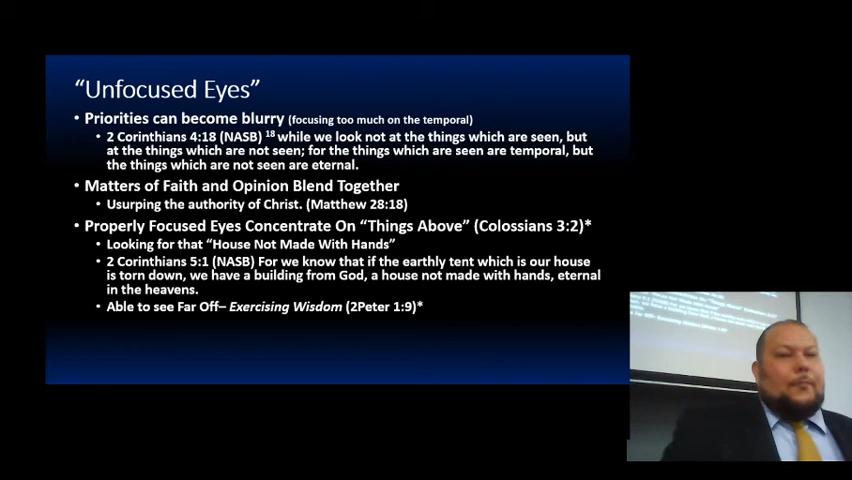 “Unfocused Eyes”
• Priorities can become blurry (focusing too much on the temporal)
• 2 Corinthians 4:18 (NASB) 18 while we look not at the things which are seen, but
at the things which are not seen; for the things which are seen are temporal, but
the things which are not seen are eternal.
• Matters of Faith and Opinion Blend Together
• Usurping the authority of Christ. (Matthew 28:18)
• Properly Focused Eyes Concentrate On “Things Above” (Colossians 3:2)*
• Looking for that “House Not Made With Hands”
• 2 Corinthians 5:1 (NASB) For we know that if the earthly tent which is our house
is torn down, we have a building from God, a house not made with hands, eternal
in the heavens.
• Able to see Far Off– Exercising Wisdom (2Peter 1:9)*